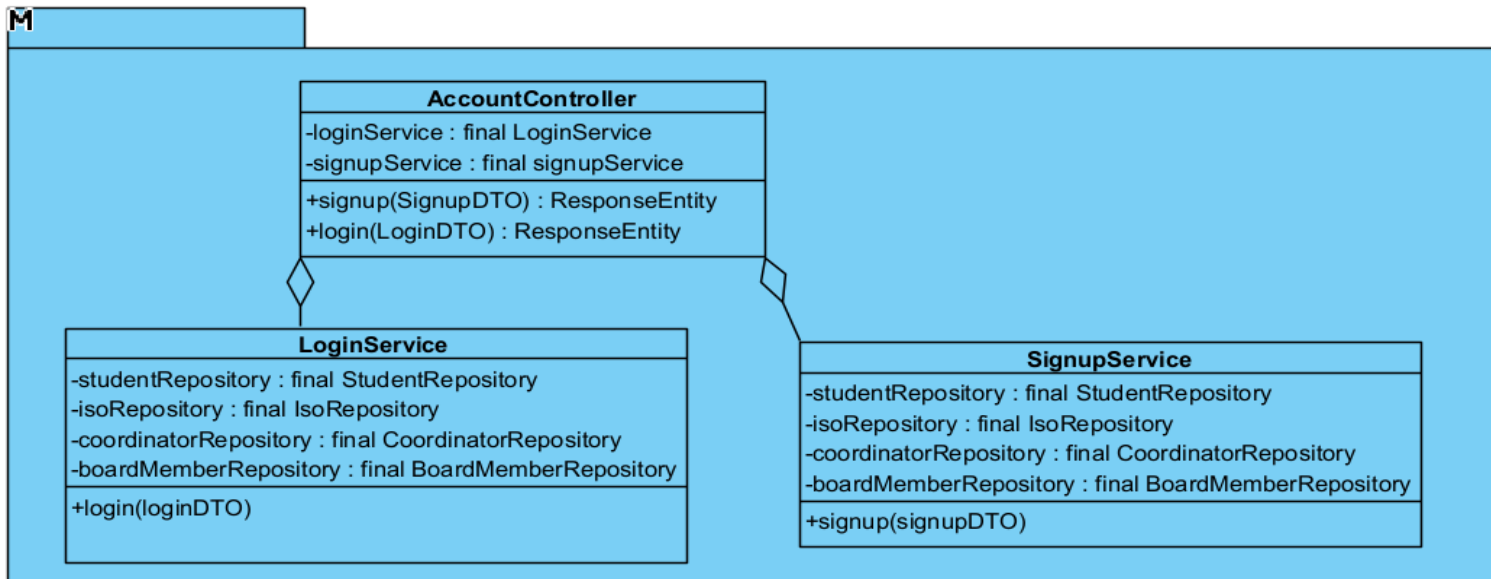 M
AccountController
-loginService : final LoginService
-signupService : final signupService
+signup(SignupDTO) : ResponseEntity
+login(LoginDTO) : ResponseEntity
LoginService
-studentRepository : final StudentRepository
-isoRepository : final IsoRepository
-coordinatorRepository : final CoordinatorRepository
-boardMemberRepository : final BoardMemberRepository
+login(loginDTO)
SignupService
-studentRepository : final StudentRepository
-isoRepository : final IsoRepository
-coordinatorRepository : final CoordinatorRepository
-boardMemberRepository : final BoardMemberRepository
+signup(signupDTO)